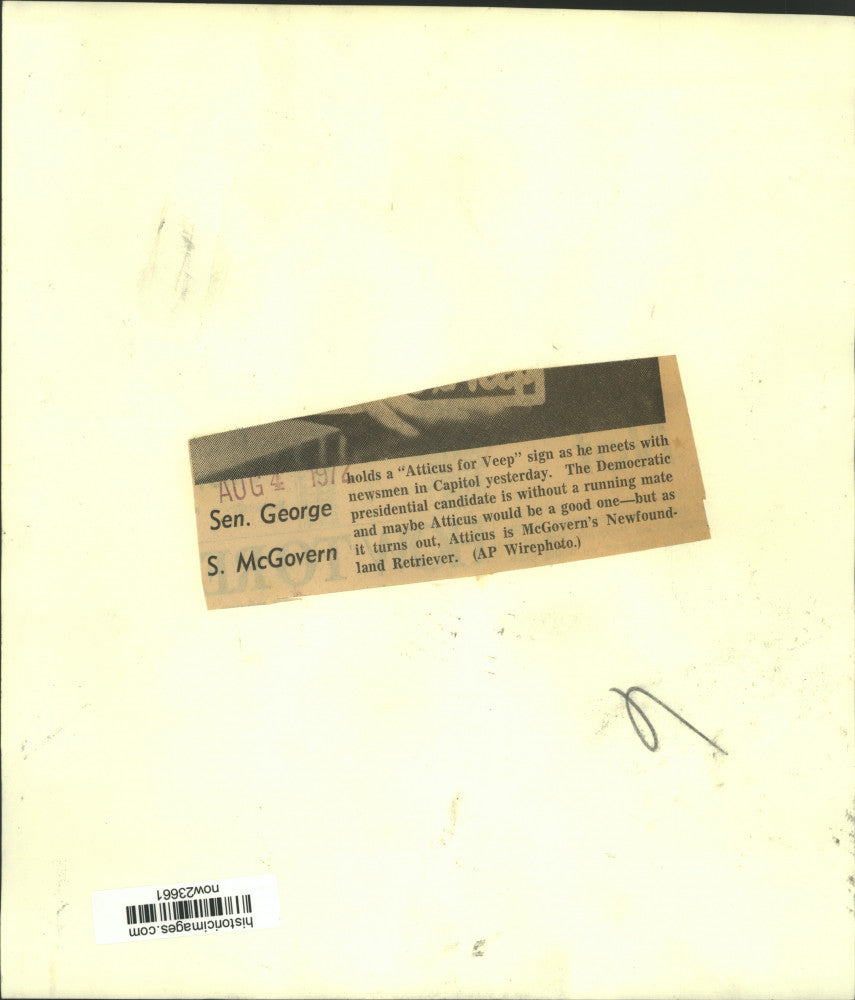 Veep
AUG 4 1972
Sen. George
S. McGovern
holds a “Atticus for Veep” sign as he meets with
newsmen in Capitol yesterday. The Democratic
presidential candidate is without a running mate
and maybe Atticus would be a good one—but as
it turns out, Atticus is McGovern's Newfound-
land Retriever. (AP Wirephoto.)
historicimages.com
now23661